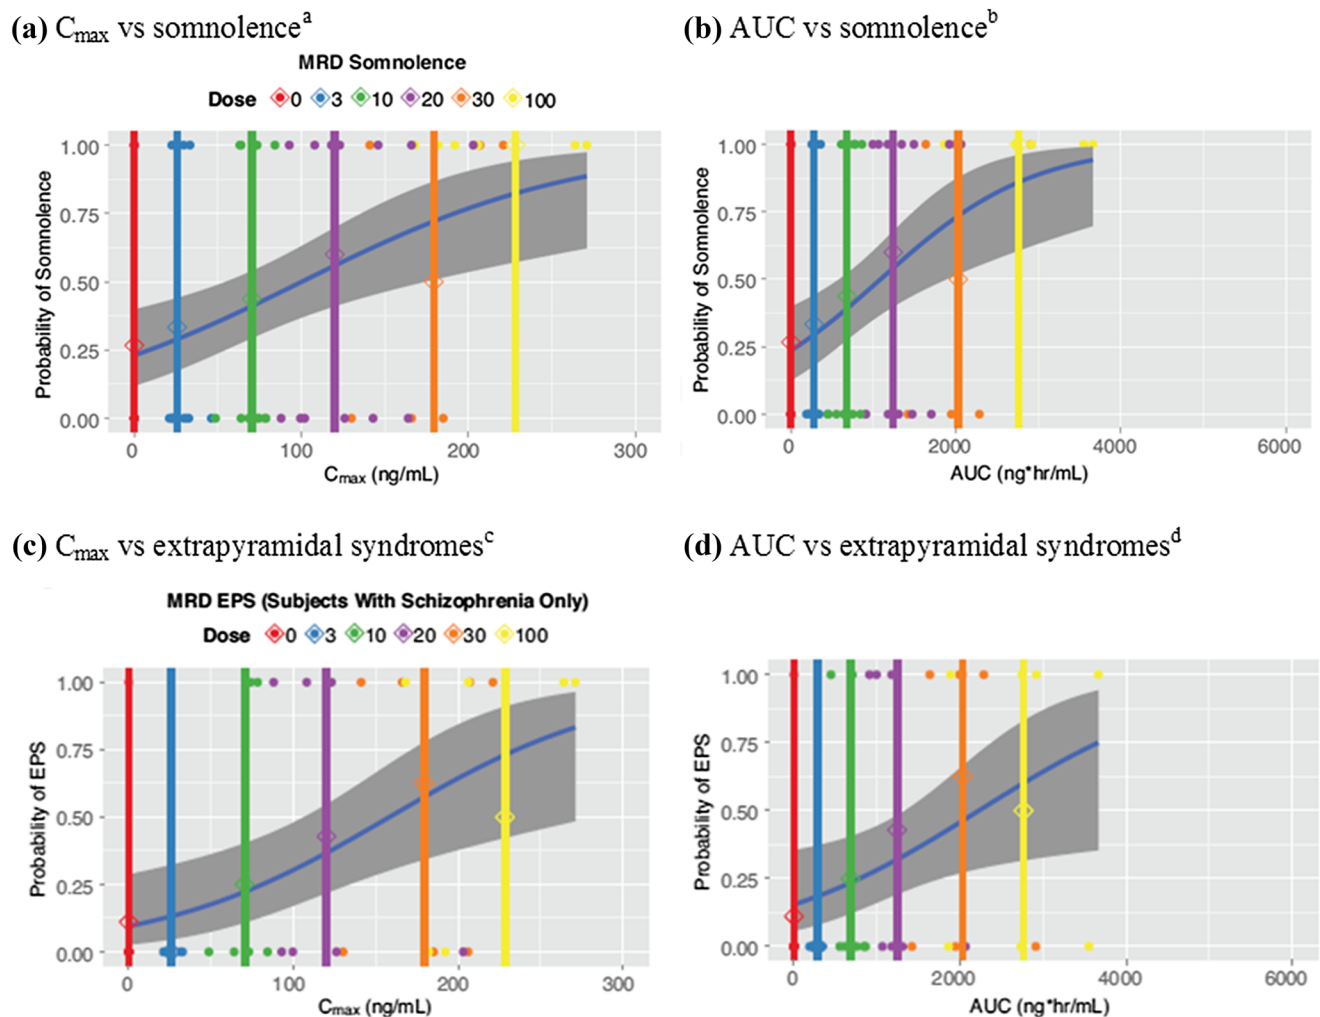 (a) Cmax vs somnolencea
(b) AUC vs somnolenceb
MRD Somnolence
Dose 0 3 10 20 30 100
1.00
0.75
0.50
0.25
0.00
Probability of Somnolence
0 100 200 300
Cmax (ng/mL)
1.00
0.75
0.50
0.25
0.00
Probability of Somnolence
0 2000 4000 6000
AUC (ng*hr/mL)
(c) Cmax vs extrapyramidal syndromesc
(d) AUC vs extrapyramidal syndromesd
MRD EPS (Subjects With Schizophrenia Only)
Dose 0 3 10 20 30 100
1.00
0.75
0.50
0.25
0.00
Probability of EPS
0 100 200 300
Cmax (ng/mL)
1.00
0.75
0.50
0.25
0.00
Probability of EPS
0 2000 4000 6000
AUC (ng*hr/mL)